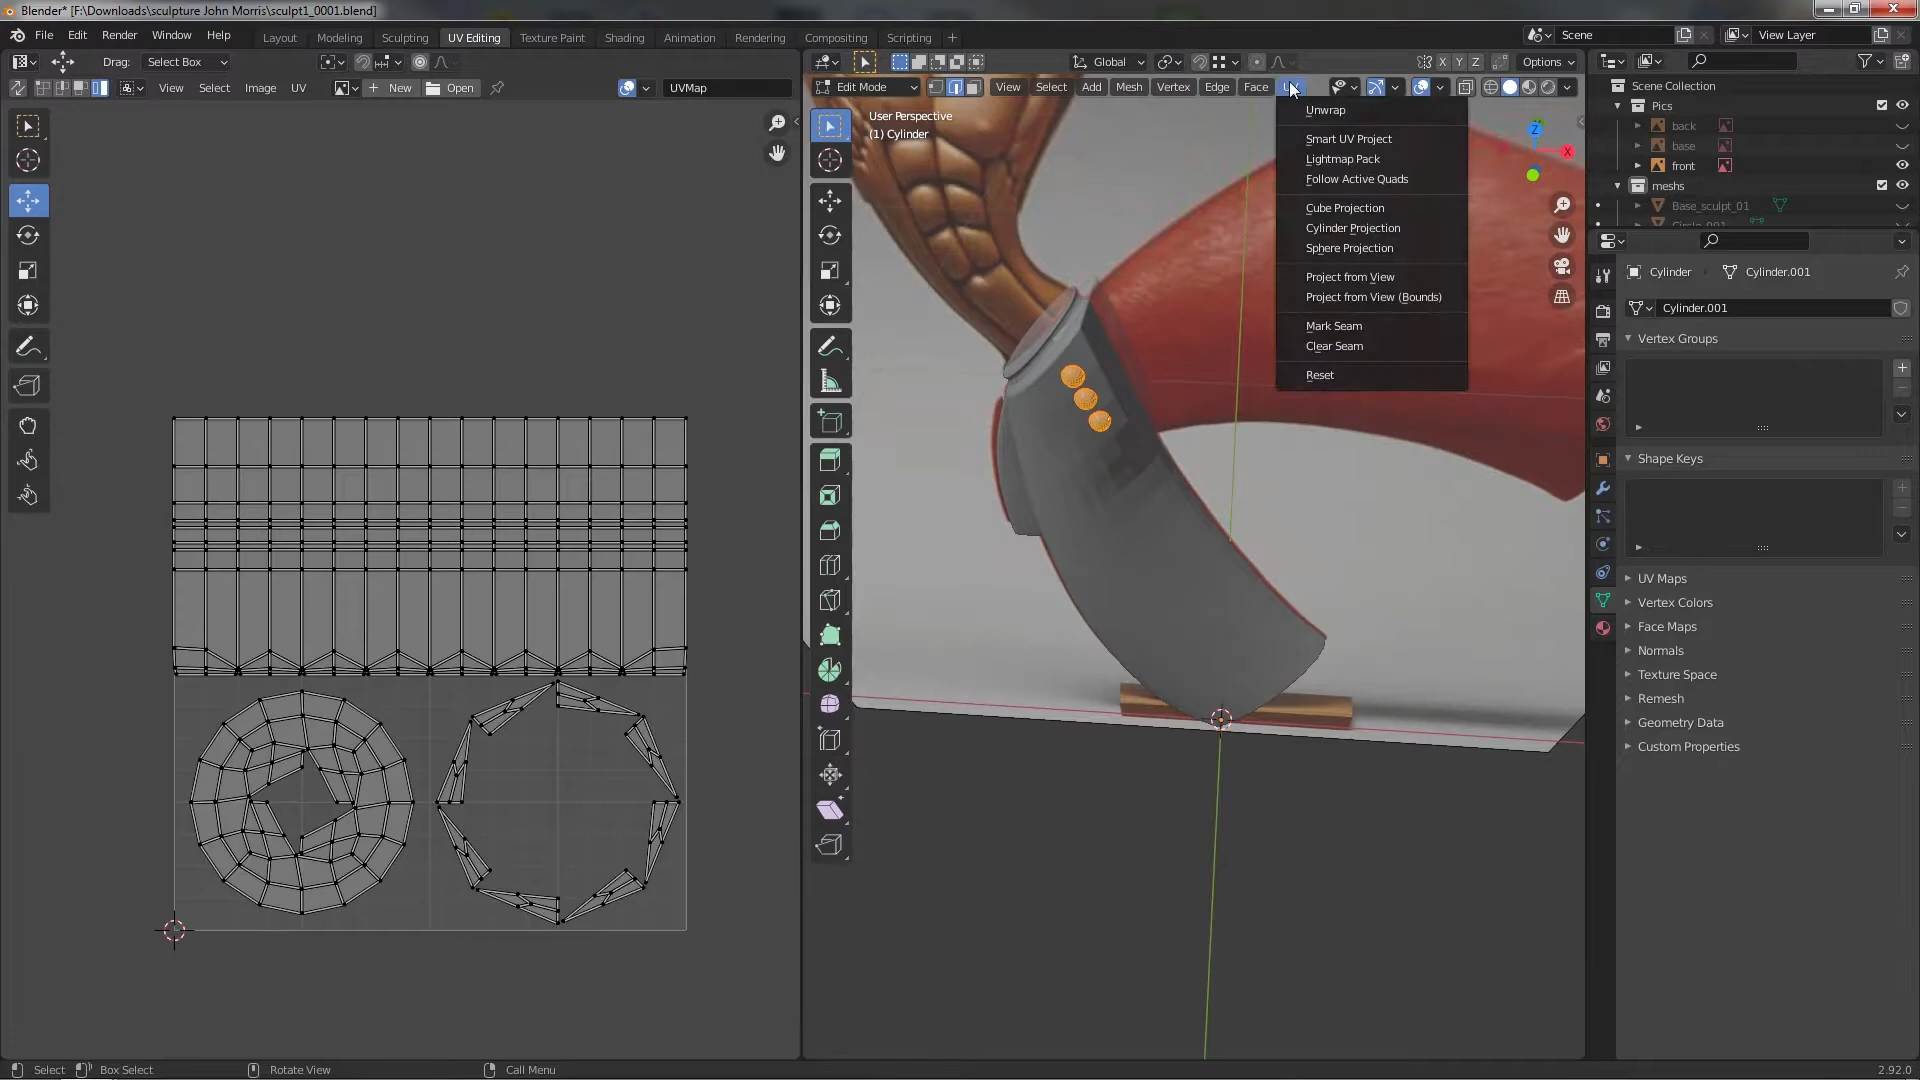 Blender* [F:\Downloads\sculpture John Morris\sculpt1_0001.blend]
File Edit Render Window Help Layout Modeling Sculpting UV Editing Texture Paint Shading Animation Rendering Compositing Scripting Scene View Layer
Drag: Select Box Global X Y Z Options
View Select Image UV New Open UVMap Edit Mode View Select Add Mesh Vertex Edge Face
User Perspective
(1) Cylinder
Unwrap
Smart UV Project
Lightmap Pack
Follow Active Quads
Cube Projection
Cylinder Projection
Sphere Projection
Project from View
Project from View (Bounds)
Mark Seam
Clear Seam
Reset
Z
X
Scene Collection
Pics
back
base
front
meshs
Base_sculpt_01
Circle_001
Cylinder Cylinder.001
Cylinder.001
Vertex Groups
Shape Keys
UV Maps
Vertex Colors
Face Maps
Normals
Texture Space
Remesh
Geometry Data
Custom Properties
Select Box Select Rotate View Call Menu 2.92.0